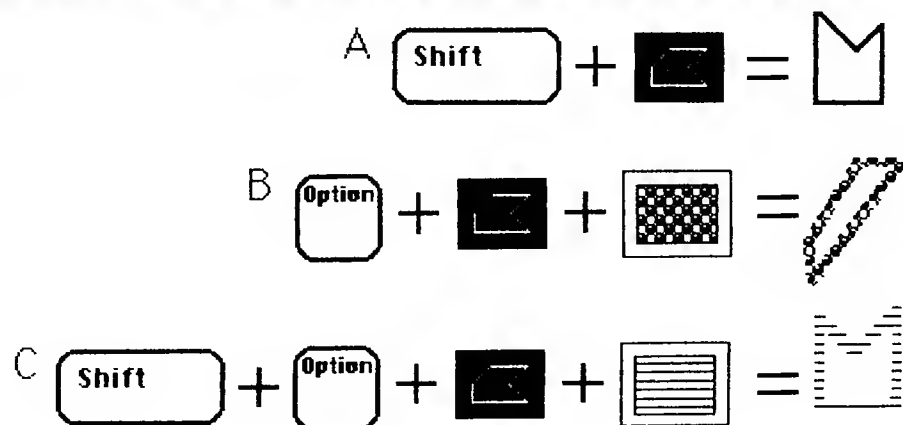 A Shift + =
B Option + + =
C Shift + Option + + =